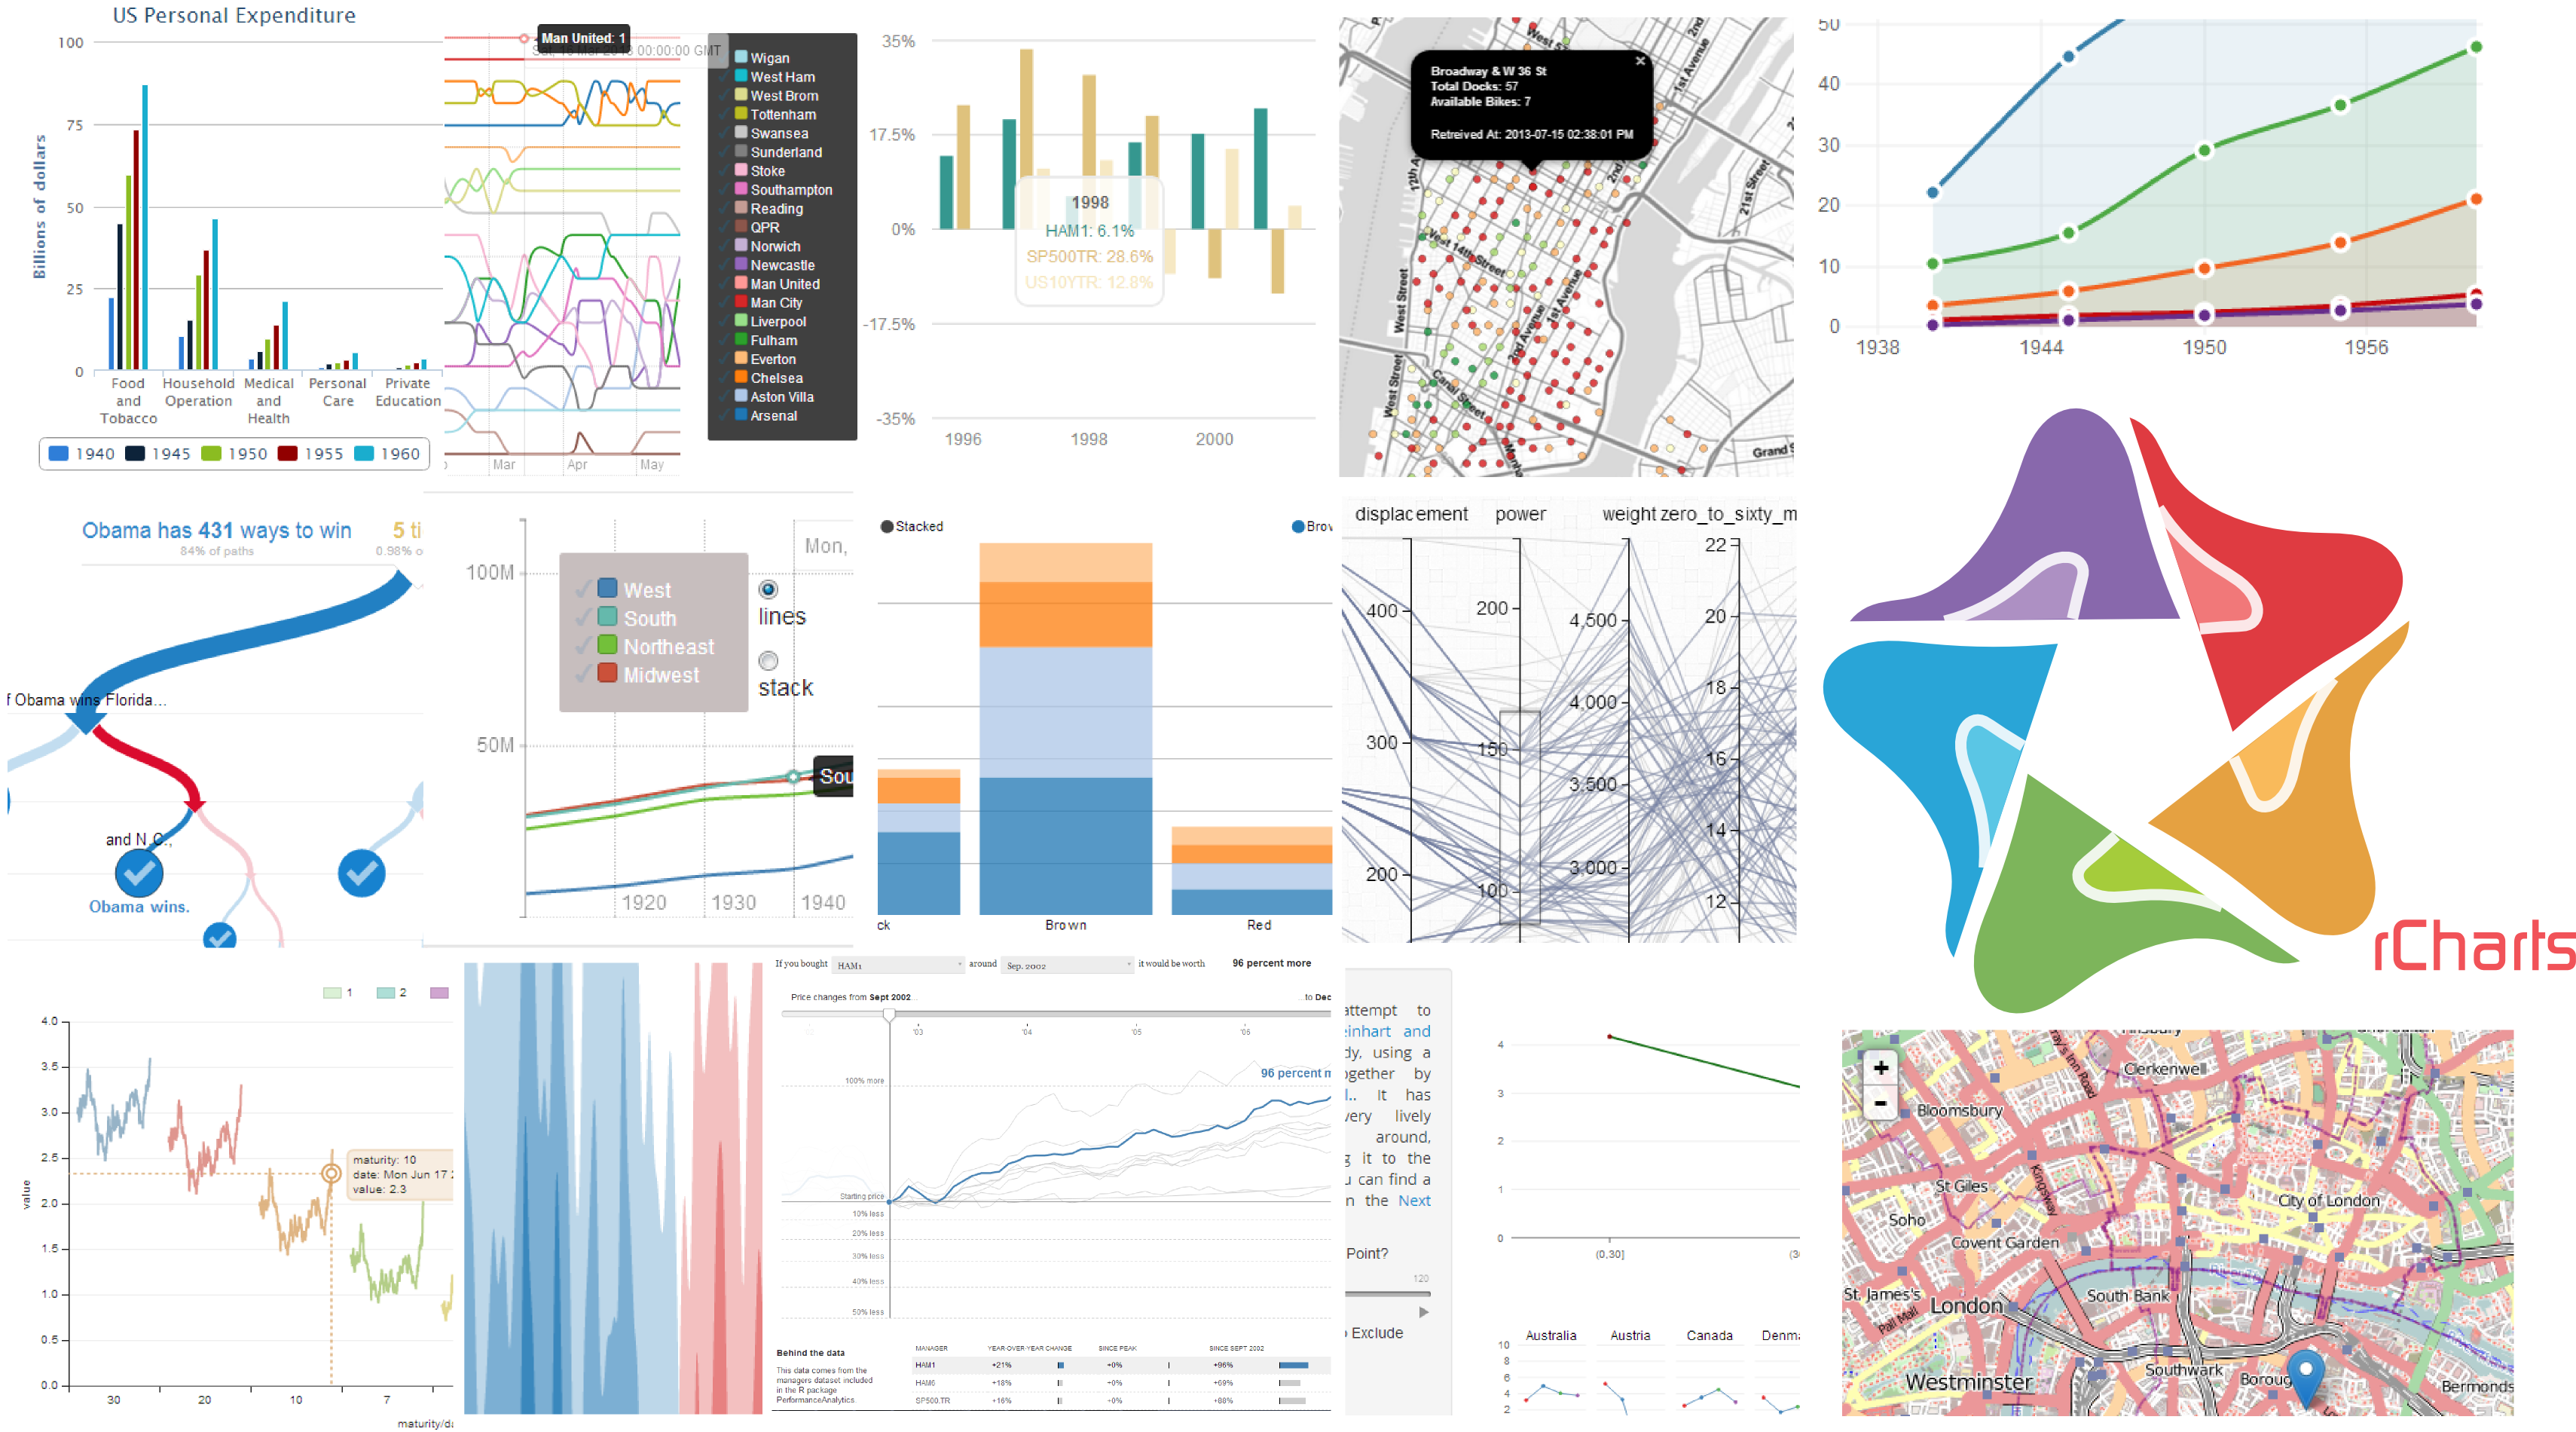 US Personal Expenditure
Billions of dollars
100
75
50
25
0
Food and Tobacco
Household Operation
Medical and Health
Personal Care
Private Education
1940 1945 1950 1955 1960
Man United: 1
00:00:00 GMT
Wigan
West Ham
West Brom
Tottenham
Swansea
Sunderland
Stoke
Southampton
Reading
QPR
Norwich
Newcastle
Man United
Man City
Liverpool
Fulham
Everton
Chelsea
Aston Villa
Arsenal
Mar Apr May
35%
17.5%
0%
-17.5%
-35%
1998
HAM1: 6.1%
SP500TR: 28.6%
US10YTR: 12.8%
1996 1998 2000
Broadway & W 36 St
Total Docks: 57
Available Bikes: 7
Retreived At: 2013-07-15 02:38:01 PM
12th A
2nd
1st Avenue
21st Street
West 14th Street
West Street
1st Avenue
2nd Avenue
West Street
Canal Street
Grand S
50
40
30
20
10
0
1938 1944 1950 1956
Obama has 431 ways to win
84% of paths
5 ti
0.98% o
f Obama wins Florida...
and N.C.,
Obama wins.
Mon,
100M
50M
West
South
Northeast
Midwest
lines
stack
Sou
1920 1930 1940
Stacked
Brov
ck Brown Red
displacement power weight zero_to_sixty_m
400
300
200
200
150
100
4,500
4,000
3,500
3,000
22
20
18
16
14
12
rCharts
1 2
value
4.0
3.5
3.0
2.5
2.0
1.5
1.0
0.5
0.0
maturity: 10
date: Mon Jun 17
value: 2.3
30 20 10 7
maturity/da
If you bought HAM1 around Sep. 2002 it would be worth 96 percent more
Price changes from Sept 2002...
...to Dec
'03 '04 '05 '06
96 percent m
100% more
Starting price
10% less
20% less
30% less
40% less
50% less
Behind the data
This data comes from the
managers dataset included
in the R package
PerformanceAnalytics.
MANAGER YEAR-OVER-YEAR CHANGE SINCE PEAK SINCE SEPT 2002
HAM1 +21% +0% +96%
HAM6 +18% +0% +69%
SP500.TR +16% +0% +88%
attempt to
einhart and
dy, using a
ogether by
l.. It has
very lively
around,
g it to the
u can find a
n the Next
Point?
120
Exclude
4
3
2
1
0
(0,30] (3
Australia Austria Canada Denm
10
8
6
4
2
+
-
Clerkenwell
Bloomsbury
St Giles
Kingsway
City of London
Soho
Covent Garden
St. James's
Pall Mall
London
South Bank
Southwark
Westminster
Boroug
Bermonds